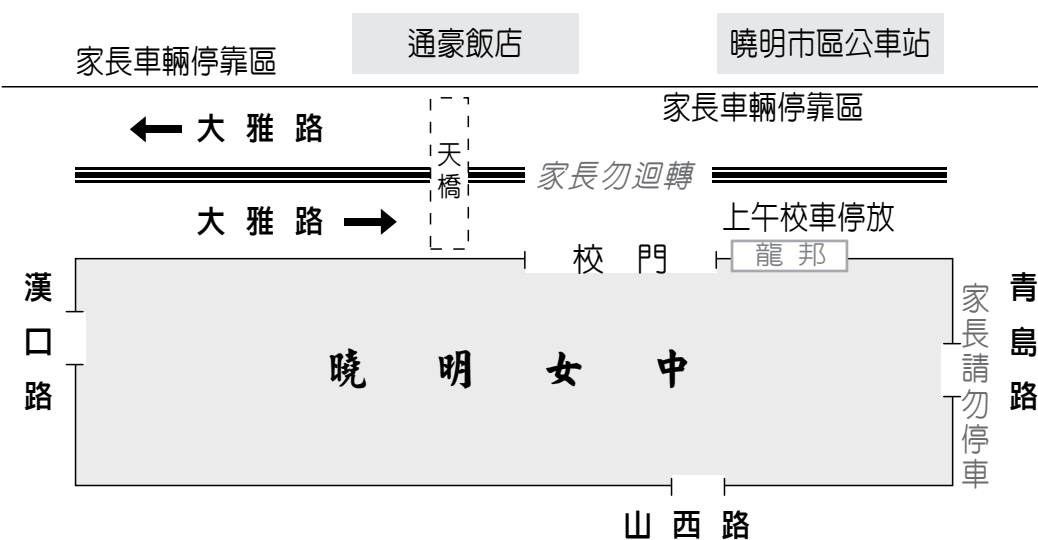 通豪飯店
曉明市區公車站
家長車輛停靠區
家長車輛停靠區
大雅路
天橋
家長勿迴轉
大雅路
上午校車停放
校門
龍邦
漢口路
曉明女中
家長請勿停車
青島路
山西路